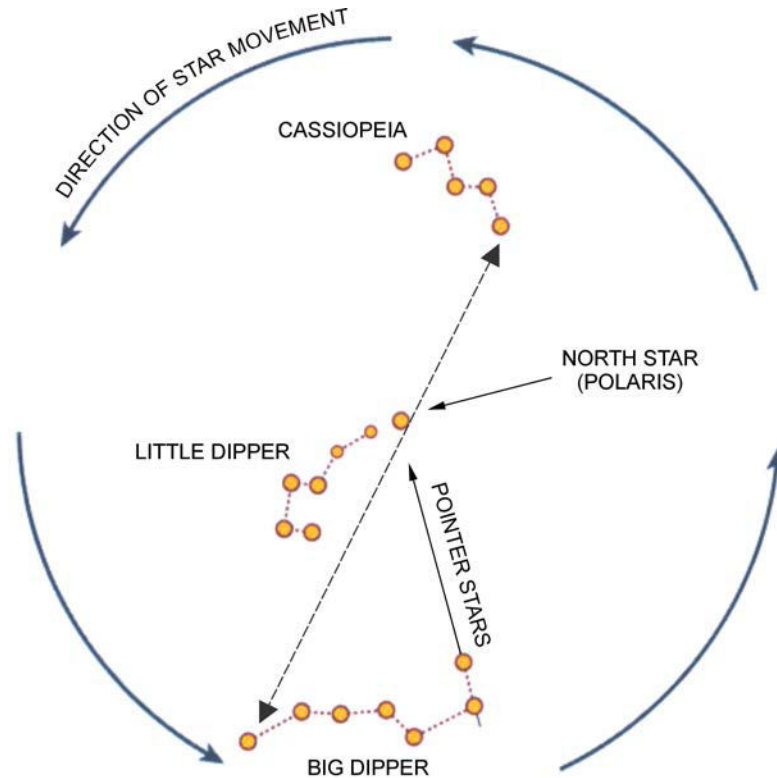 DIRECTION OF STAR MOVEMENT
CASSIOPEIA
NORTH STAR
(POLARIS)
LITTLE DIPPER
POINTER STARS
BIG DIPPER